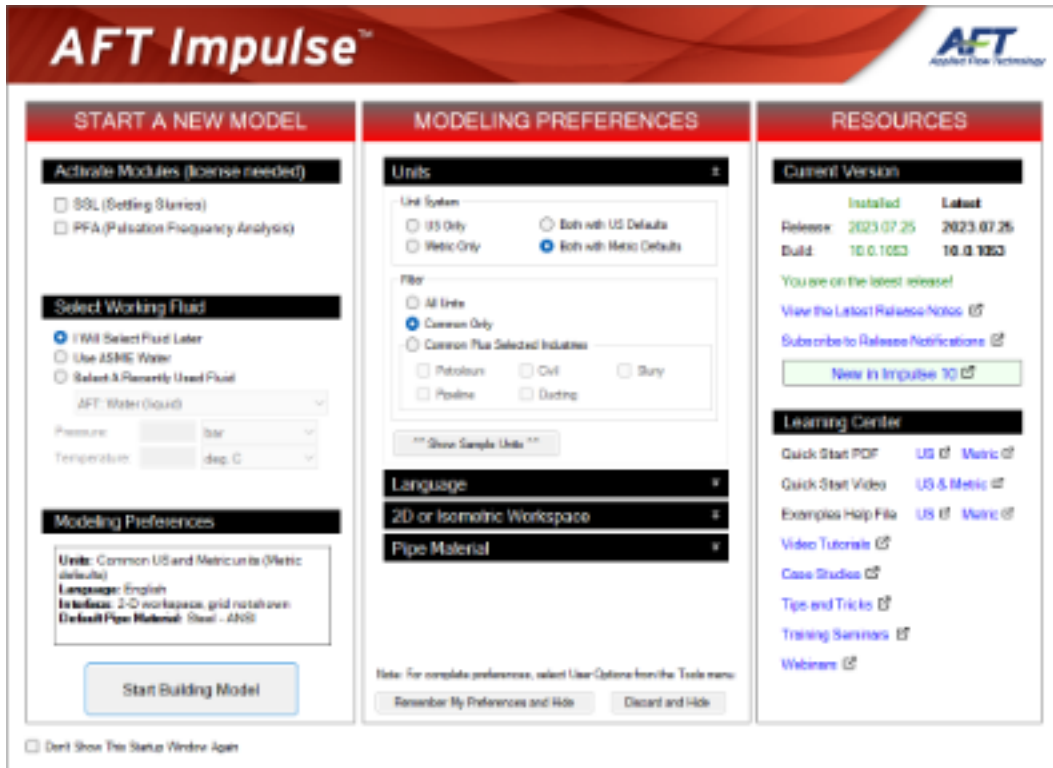 AFT Impulse™
AFT
Applied Flow Technology
START A NEW MODEL
Activate Modules (license needed)
SSL (Settling Slurries)
PFA (Pulsation Frequency Analysis)
Select Working Fluid
I Will Select Fluid Later
Use ASME Water
Select A Recently Used Fluid
AFT: Water (liquid)
Pressure: bar
Temperature: deg. C
Modeling Preferences
Units: Common US and Metric units (Metric
defaults)
Language: English
Interface: 2-D workspace, grid not shown
Default Pipe Material: Steel - ANSI
Start Building Model
Don't Show This Startup Window Again
MODELING PREFERENCES
Units
Unit System
US Only Both with US Defaults
Metric Only Both with Metric Defaults
Filter
All Units
Common Only
Common Plus Selected Industries
Petroleum Civil Slurry
Pipeline Ducting
Show Sample Units
Language
2D or Isometric Workspace
Pipe Material
Note: For complete preferences, select User Options from the Tools menu
Remember My Preferences and Hide Discard and Hide
RESOURCES
Current Version
Installed Latest
Release: 2023.07.25 2023.07.25
Build: 10.0.1053 10.0.1053
You are on the latest release!
View the Latest Release Notes
Subscribe to Release Notifications
New in Impulse 10
Learning Center
Quick Start PDF US Metric
Quick Start Video US & Metric
Examples Help File US Metric
Video Tutorials
Case Studies
Tips and Tricks
Training Seminars
Webinars